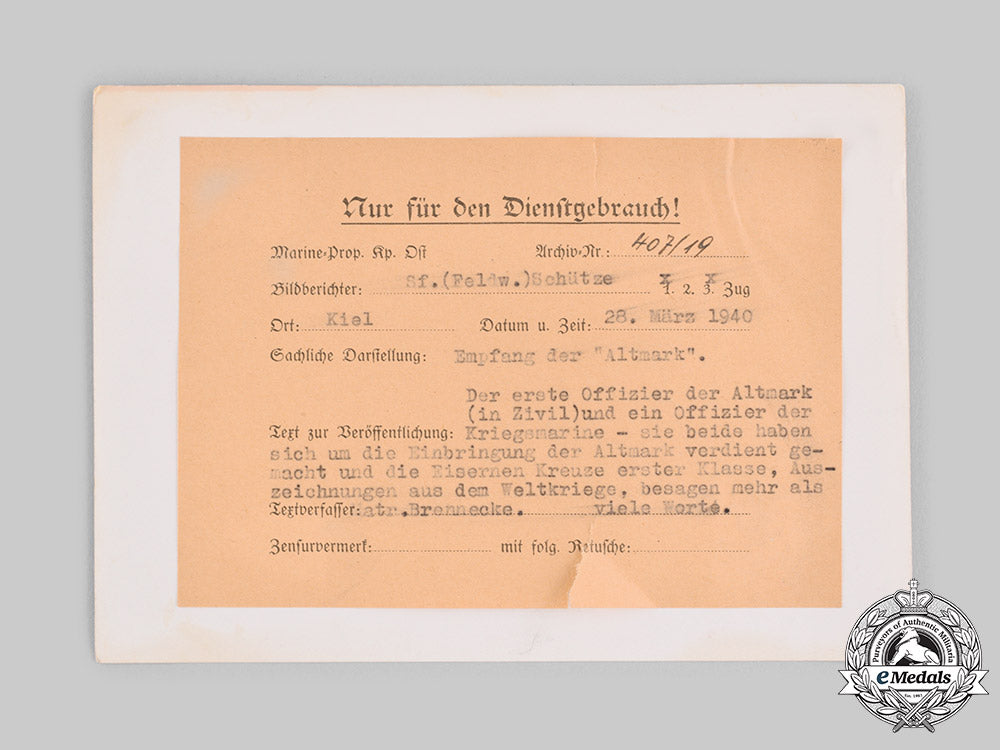 Nur für den Dienstgebrauch!
Marine-Prop. Kp. Ost Archiv-Nr.: 407/19
Bildberichter: Sf.(Feldw.)Schütze 1. 2. 3. Zug
Ort: Kiel Datum u. Zeit: 28. März 1940
Sachliche Darstellung: Empfang der "Altmark".
Der erste Offizier der Altmark
(in Zivil)und ein Offizier der
Text zur Veröffentlichung: Kriegsmarine - sie beide haben
sich um die Einbringung der Altmark verdient ge-
macht und die Eisernen Kreuze erster Klasse, Aus-
zeichnungen aus dem Weltkriege, besagen mehr als
Textverfasser: atr.Brennecke. viele Worte.
Zensurvermerk: mit folg. Retusche:
Purveyors of Authentic Militaria
eMedals